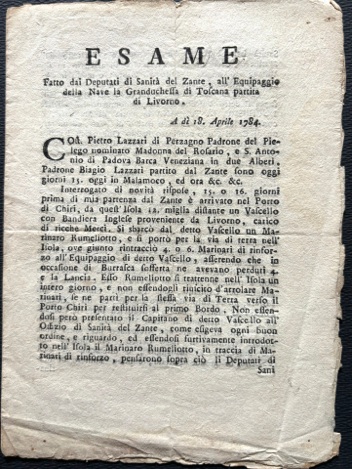 ESAME
Fatto dai Deputati di Sanità del Zante, all' Equipaggio
della Nave la Granduchessa di Toscana partita
di Livorno.
A dì 18. Aprile 1784.
COst. Pietro Lazzari di Perzagno Padrone del Pie-
lego nominato Madonna del Rosario, e S. Anto-
nio di Padova Barca Veneziana in due Alberi.
Padrone Biagio Lazzari partito dal Zante sono oggi
giorni 15. oggi in Malamoco, ed ora &c. &c.
Interrogato di novità rispose, 15. o 16. giorni
prima di mia partenza dal Zante è arrivato nel Porto
di Chiri, da quest' Isola 12. miglia distante un Vascello
con Bandiera Inglese proveniente da Livorno, carico
di ricche Merci. Si sbarcò dal detto Vascello un Ma-
rinaro Rumeliotto, e si portò per la via di terra nell'
Isola, ove giunto rintracciò 4. o 6. Marinari di rinfor-
zo all' Equipaggio di detto Vascello, asserendo che in
occasione di Burrasca sofferta ne avevano perduti 4.
e la Lancia. Esso Rumeliotto si trattenne nell' Isola un
intero giorno, e non essendogli riuscito d'arrolare Ma-
rinari, se ne partì per la stessa via di Terra verso il
Porto Chiri per restituirsi al primo Bordo. Non essen-
dosi però presentato il Capitano di detto Vascello all'
Ofizio di Sanità del Zante, come esigeva ogni buon
ordine, e riguardo, ed essendosi furtivamente introdot-
to nell' Isola il Marinaro Rumeliotto, in traccia di Ma-
rinari di rinforzo, pensarono sopra ciò li Deputati di
Sani